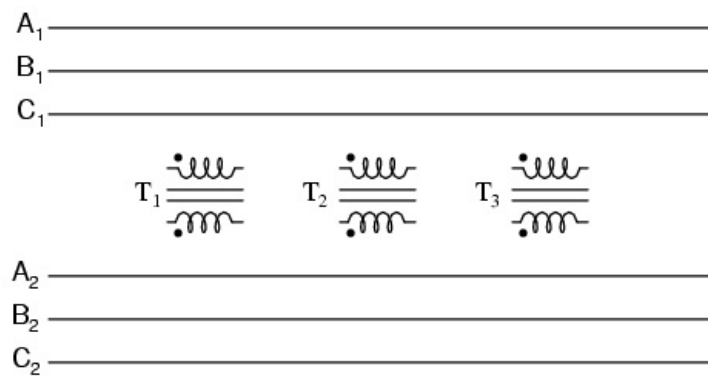 A₁
B₁
C₁
T₁ T₂ T₃
A₂
B₂
C₂